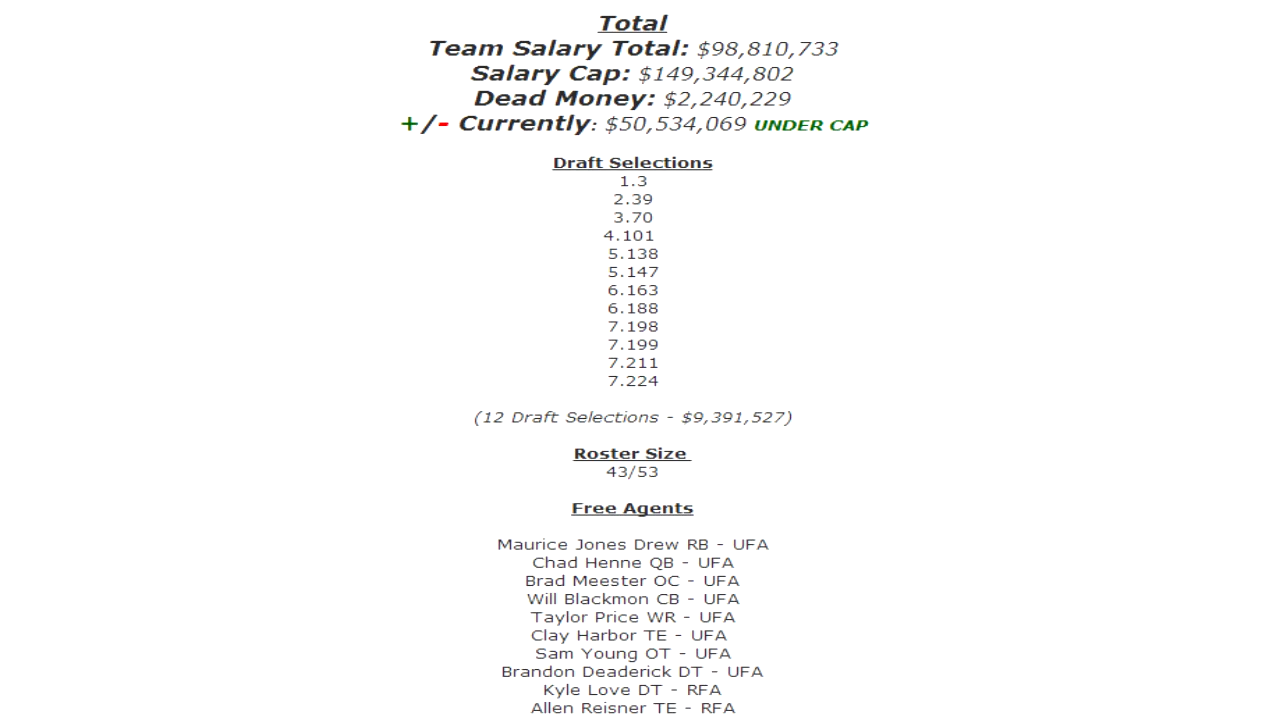 Total
Team Salary Total: $98,810,733
Salary Cap: $149,344,802
Dead Money: $2,240,229
+/- Currently: $50,534,069 UNDER CAP
Draft Selections
1.3
2.39
3.70
4.101
5.138
5.147
6.163
6.188
7.198
7.199
7.211
7.224
(12 Draft Selections - $9,391,527)
Roster Size
43/53
Free Agents
Maurice Jones Drew RB - UFA
Chad Henne QB - UFA
Brad Meester OC - UFA
Will Blackmon CB - UFA
Taylor Price WR - UFA
Clay Harbor TE - UFA
Sam Young OT - UFA
Brandon Deaderick DT - UFA
Kyle Love DT - RFA
Allen Reisner TE - RFA